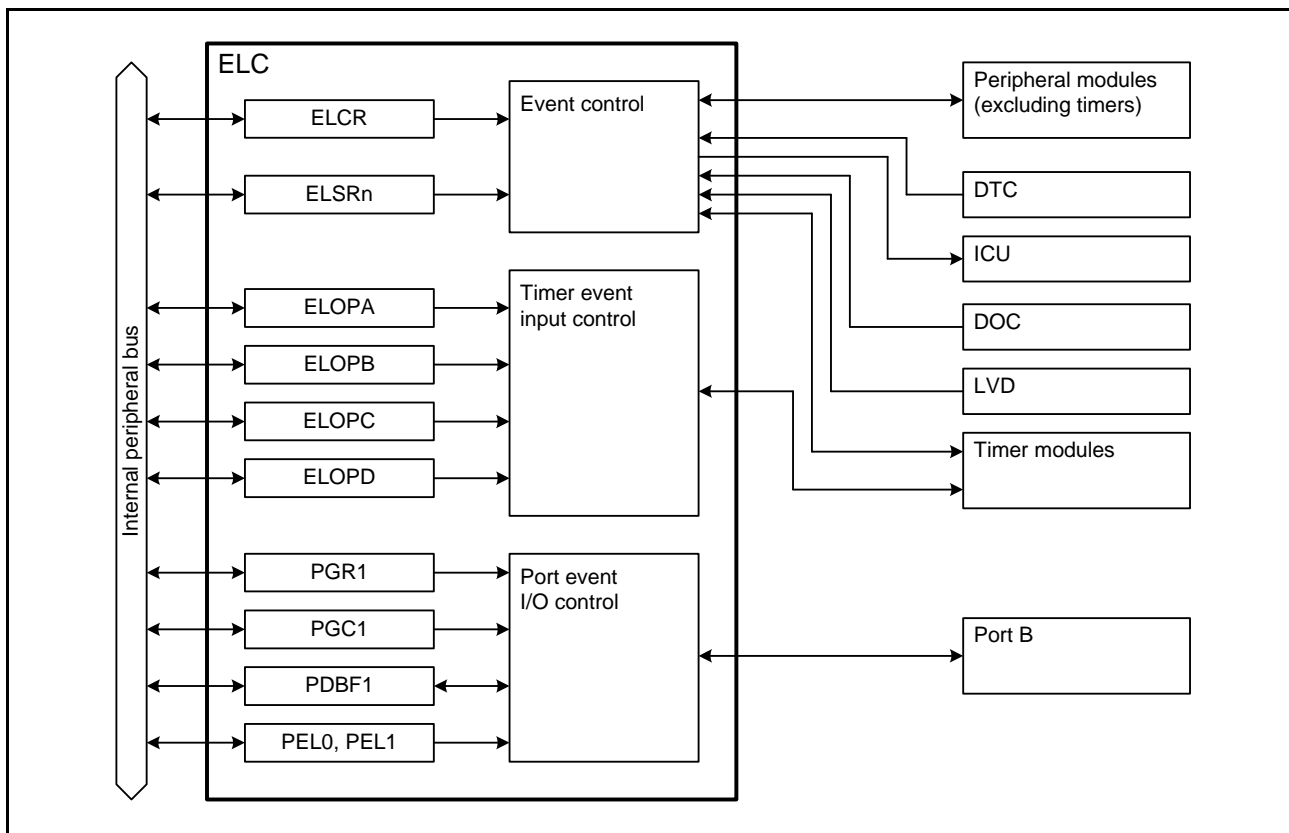 ELC
Internal peripheral bus
ELCR
ELSRn
ELOPA
ELOPB
ELOPC
ELOPD
PGR1
PGC1
PDBF1
PEL0, PEL1
Event control
Timer event
input control
Port event
I/O control
Peripheral modules
(excluding timers)
DTC
ICU
DOC
LVD
Timer modules
Port B